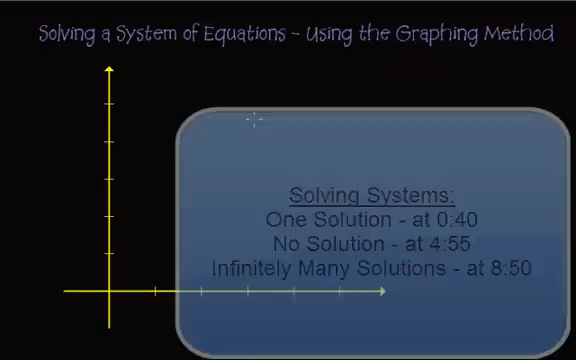 Solving a System of Equations - Using the Graphing Method
Solving Systems:
One Solution - at 0:40
No Solution - at 4:55
Infinitely Many Solutions - at 8:50